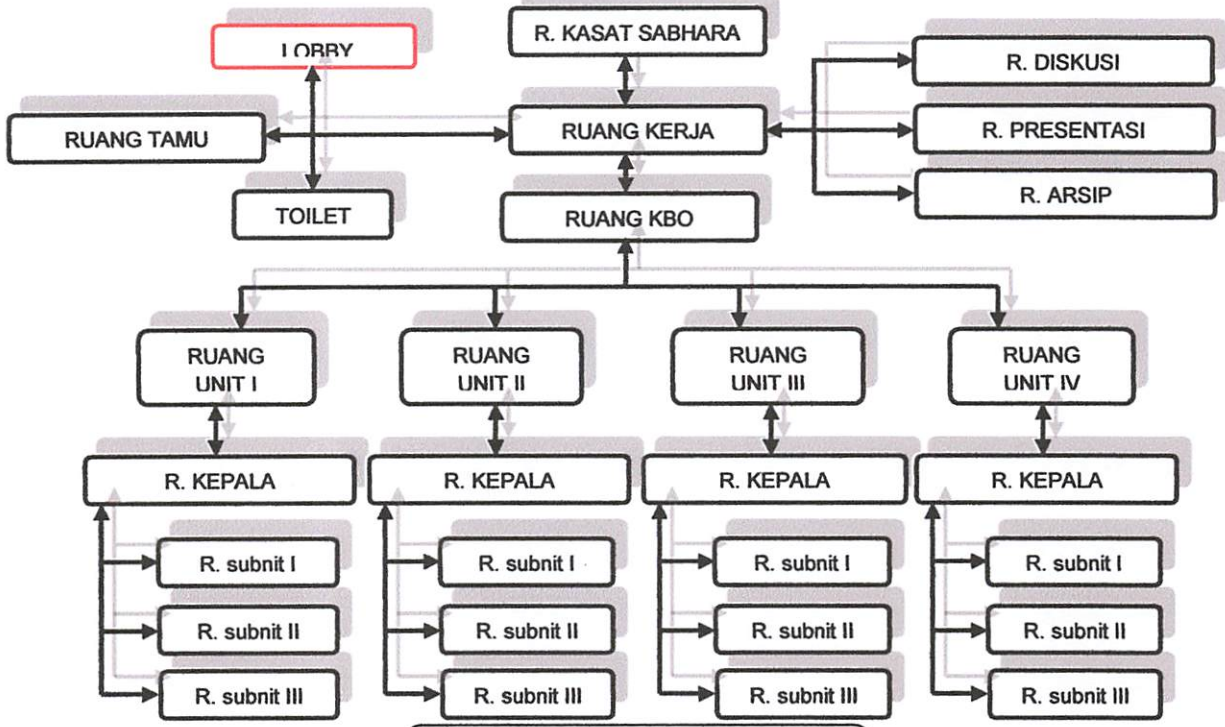 LOBBY
R. KASAT SABHARA
R. DISKUSI
RUANG TAMU
RUANG KERJA
R. PRESENTASI
TOILET
RUANG KBO
R. ARSIP
RUANG
UNIT I
RUANG
UNIT II
RUANG
UNIT III
RUANG
UNIT IV
R. KEPALA
R. KEPALA
R. KEPALA
R. KEPALA
R. subnit I
R. subnit I
R. subnit I
R. subnit I
R. subnit II
R. subnit II
R. subnit II
R. subnit II
R. subnit III
R. subnit III
R. subnit III
R. subnit III